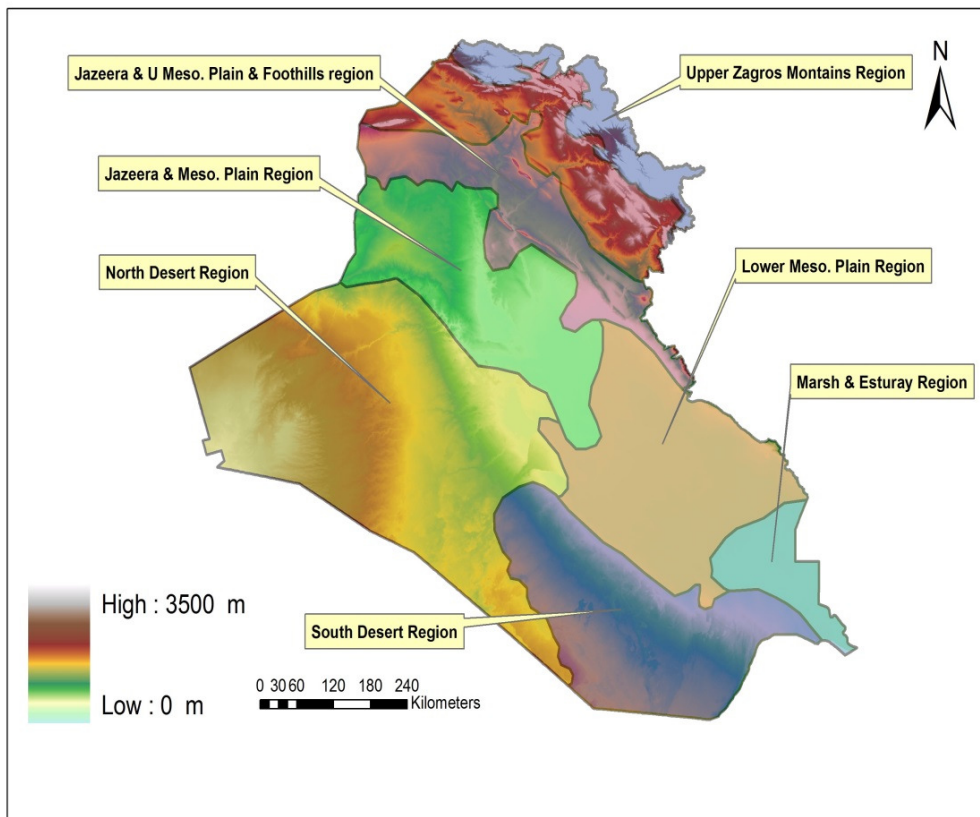 N
Jazeera & U Meso. Plain & Foothills region
Upper Zagros Montains Region
Jazeera & Meso. Plain Region
North Desert Region
Lower Meso. Plain Region
Marsh & Esturay Region
High : 3500 m
Low : 0 m
South Desert Region
0 30 60 120 180 240
Kilometers